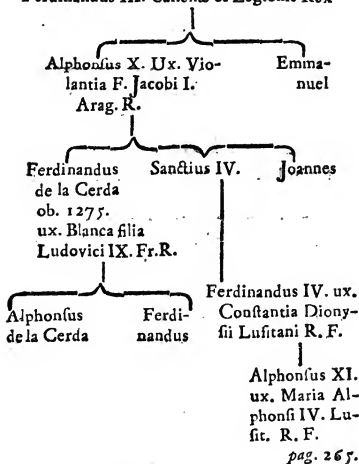 Ferdinandus III. Castellæ et Legionis Rex
Alphonſus X. Ux. Vio-
lantia F. Jacobi I.
Arag. R.
Emma-
nuel
Ferdinandus
de la Cerda
ob. 1275.
ux. Blanca filia
Ludovici IX. Fr. R.
Sanctius IV.
Joannes
Alphonſus
de la Cerda
Ferdi-
nandus
Ferdinandus IV. ux.
Conſtantia Diony-
ſii Luſitani R. F.
Alphonſus XI.
ux. Maria Al-
phonſi IV. Lu-
ſit. R. F.
pag. 265.